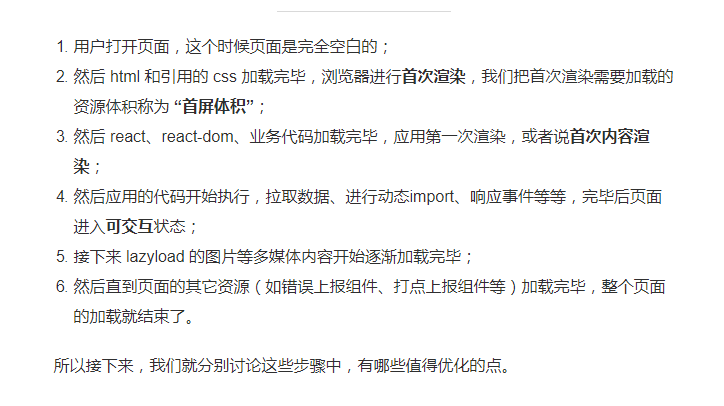 1. 用户打开页面，这个时候页面是完全空白的；
2. 然后 html 和引用的 css 加载完毕，浏览器进行首次渲染，我们把首次渲染需要加载的
资源体积称为 “首屏体积”；
3. 然后 react、react-dom、业务代码加载完毕，应用第一次渲染，或者说首次内容渲
染；
4. 然后应用的代码开始执行，拉取数据、进行动态import、响应事件等等，完毕后页面
进入可交互状态；
5. 接下来 lazyload 的图片等多媒体内容开始逐渐加载完毕；
6. 然后直到页面的其它资源（如错误上报组件、打点上报组件等）加载完毕，整个页面
的加载就结束了。
所以接下来，我们就分别讨论这些步骤中，有哪些值得优化的点。